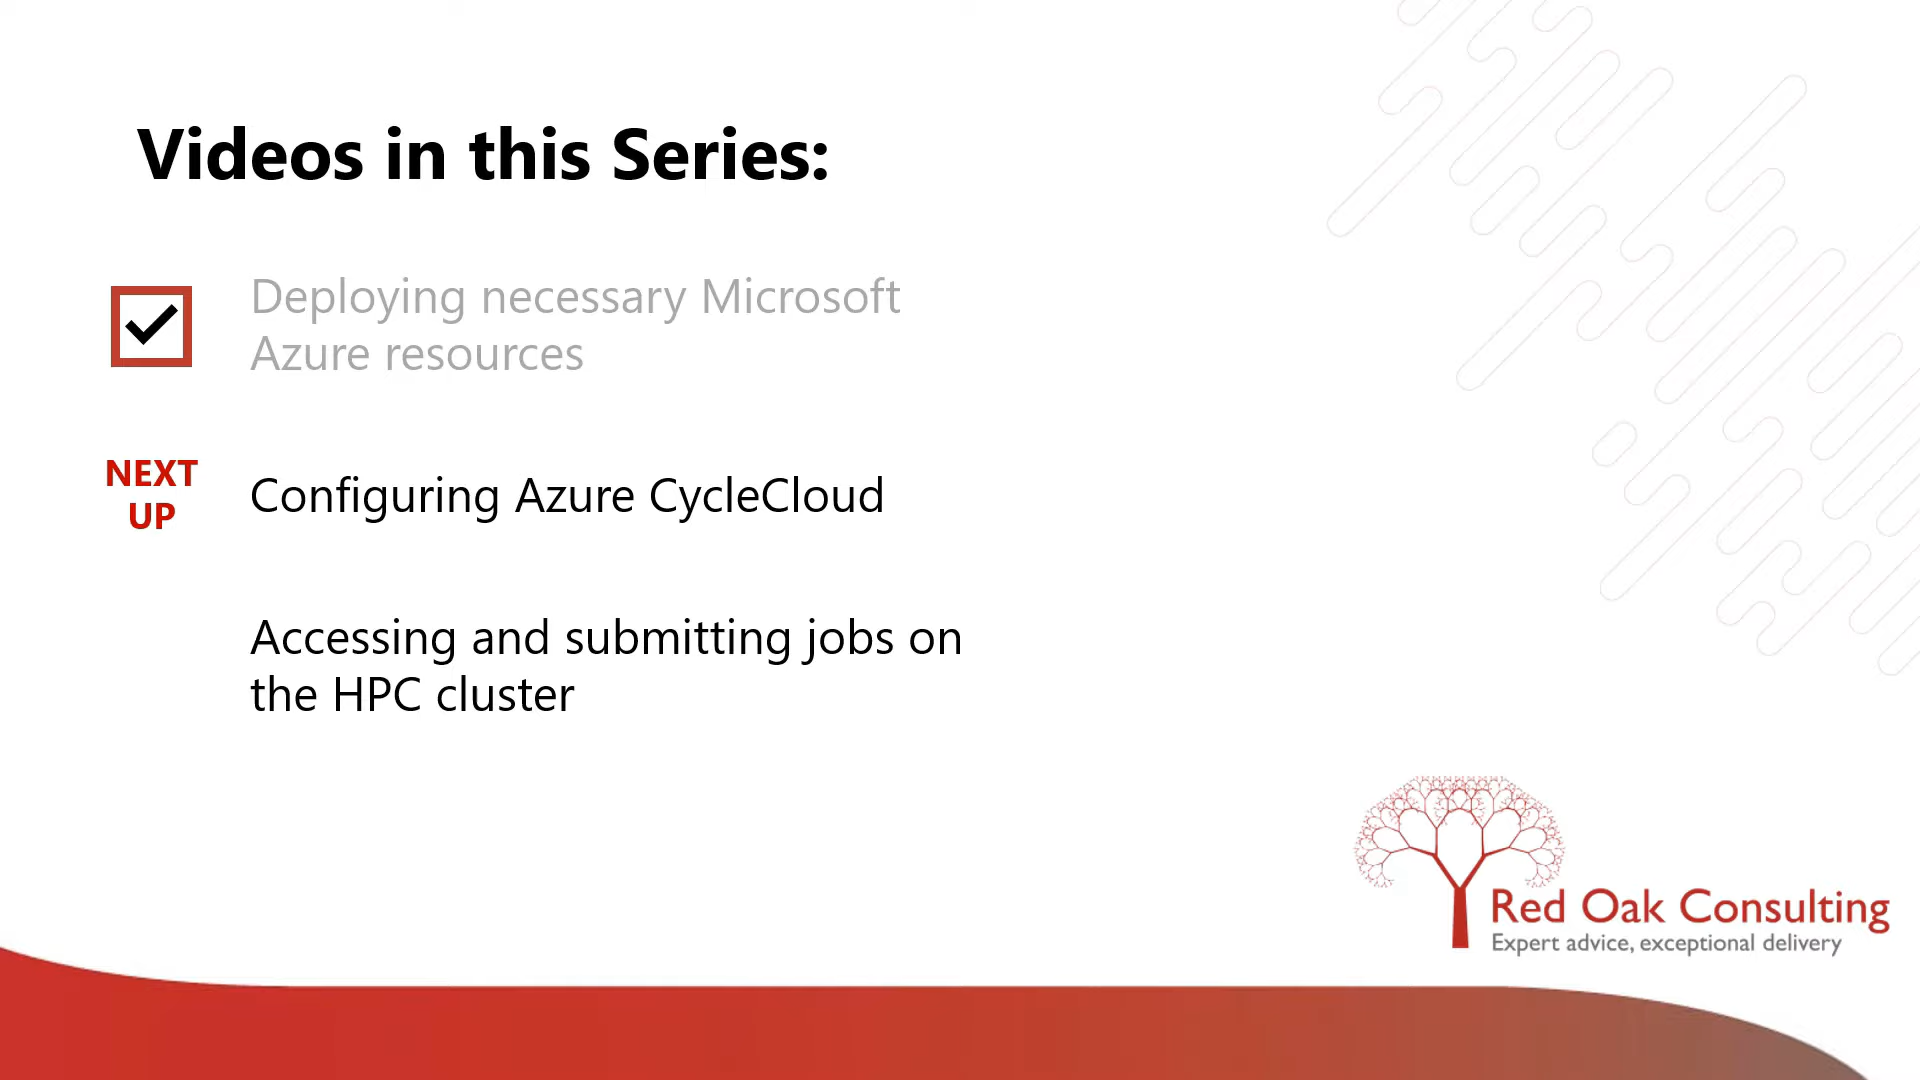 Videos in this Series:
Deploying necessary Microsoft
Azure resources
NEXT
UP
Configuring Azure CycleCloud
Accessing and submitting jobs on
the HPC cluster
Red Oak Consulting
Expert advice, exceptional delivery